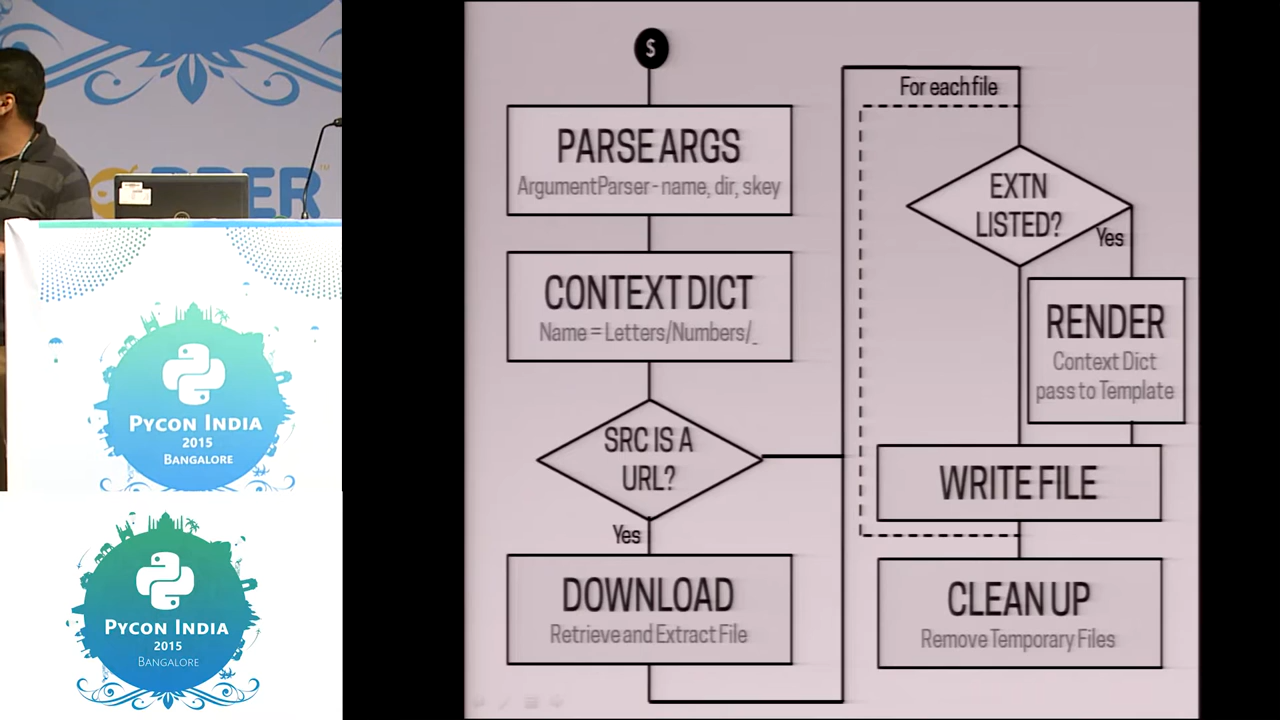 $
PARSE ARGS
ArgumentParser - name, dir, skey
CONTEXT DICT
Name = Letters/Numbers/_
SRC IS A
URL?
Yes
DOWNLOAD
Retrieve and Extract File
For each file
EXTN
LISTED?
Yes
RENDER
Context Dict
pass to Template
WRITE FILE
CLEAN UP
Remove Temporary Files
PYCON INDIA
2015
BANGALORE
PYCON INDIA
2015
BANGALORE